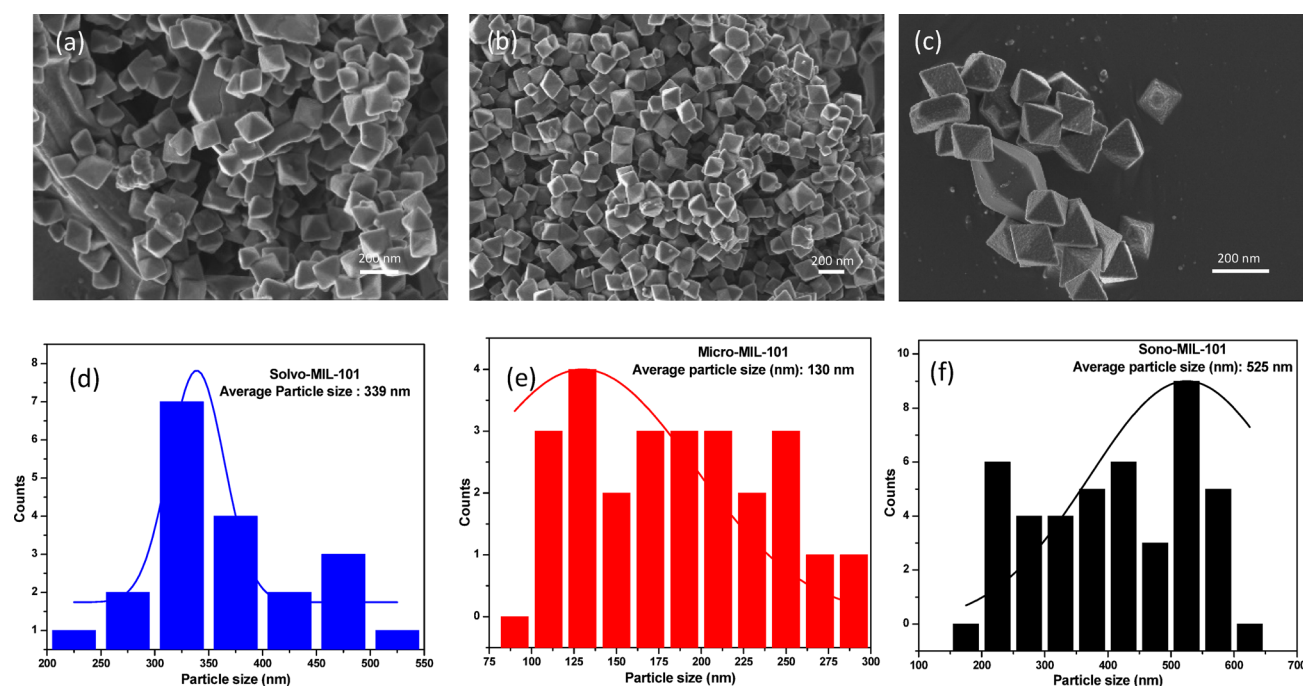 (a)
200 nm
(b)
200 nm
(c)
200 nm
(d)
Solvo-MIL-101
Average Particle size : 339 nm
Counts
8
7
6
5
4
3
2
1
200 250 300 350 400 450 500 550
Particle size (nm)
(e)
Micro-MIL-101
Average particle size (nm): 130 nm
Counts
4
3
2
1
0
75 100 125 150 175 200 225 250 275 300
Particle size (nm)
(f)
Sono-MIL-101
Average particle size (nm): 525 nm
Counts
10
8
6
4
2
0
200 300 400 500 600 700
Particle size (nm)